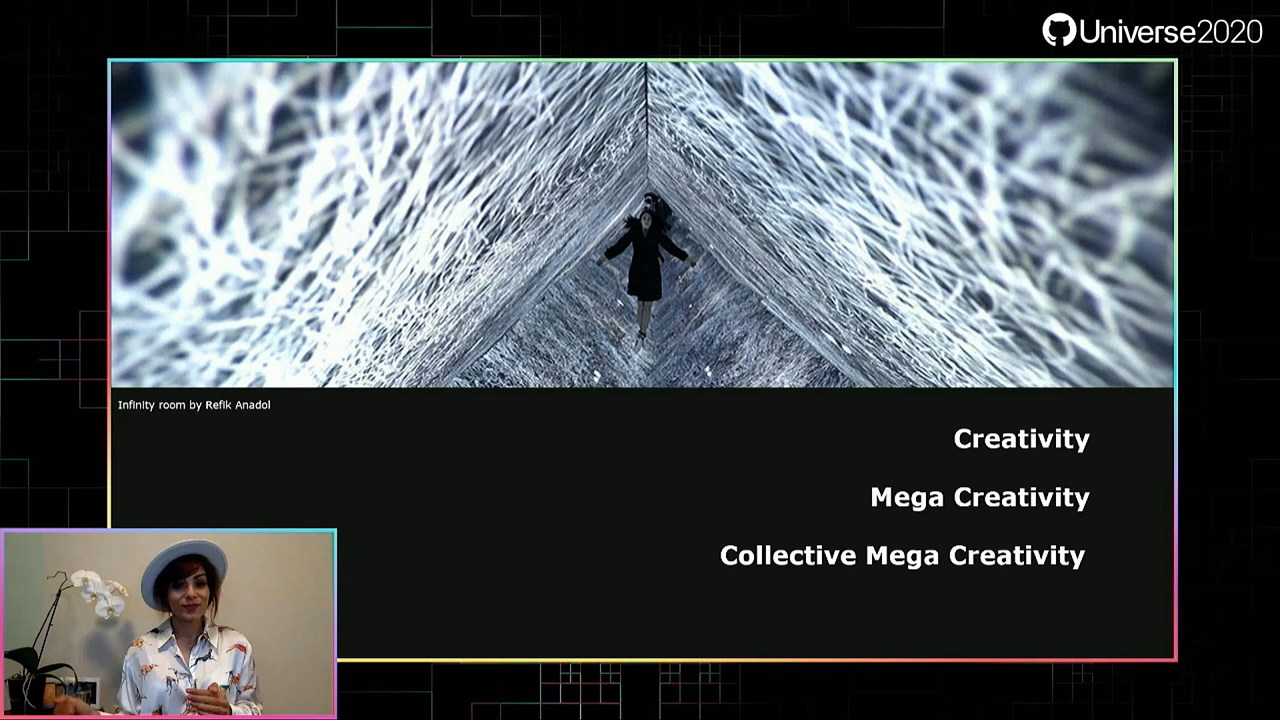 Universe2020
Infinity room by Refik Anadol
Creativity
Mega Creativity
Collective Mega Creativity